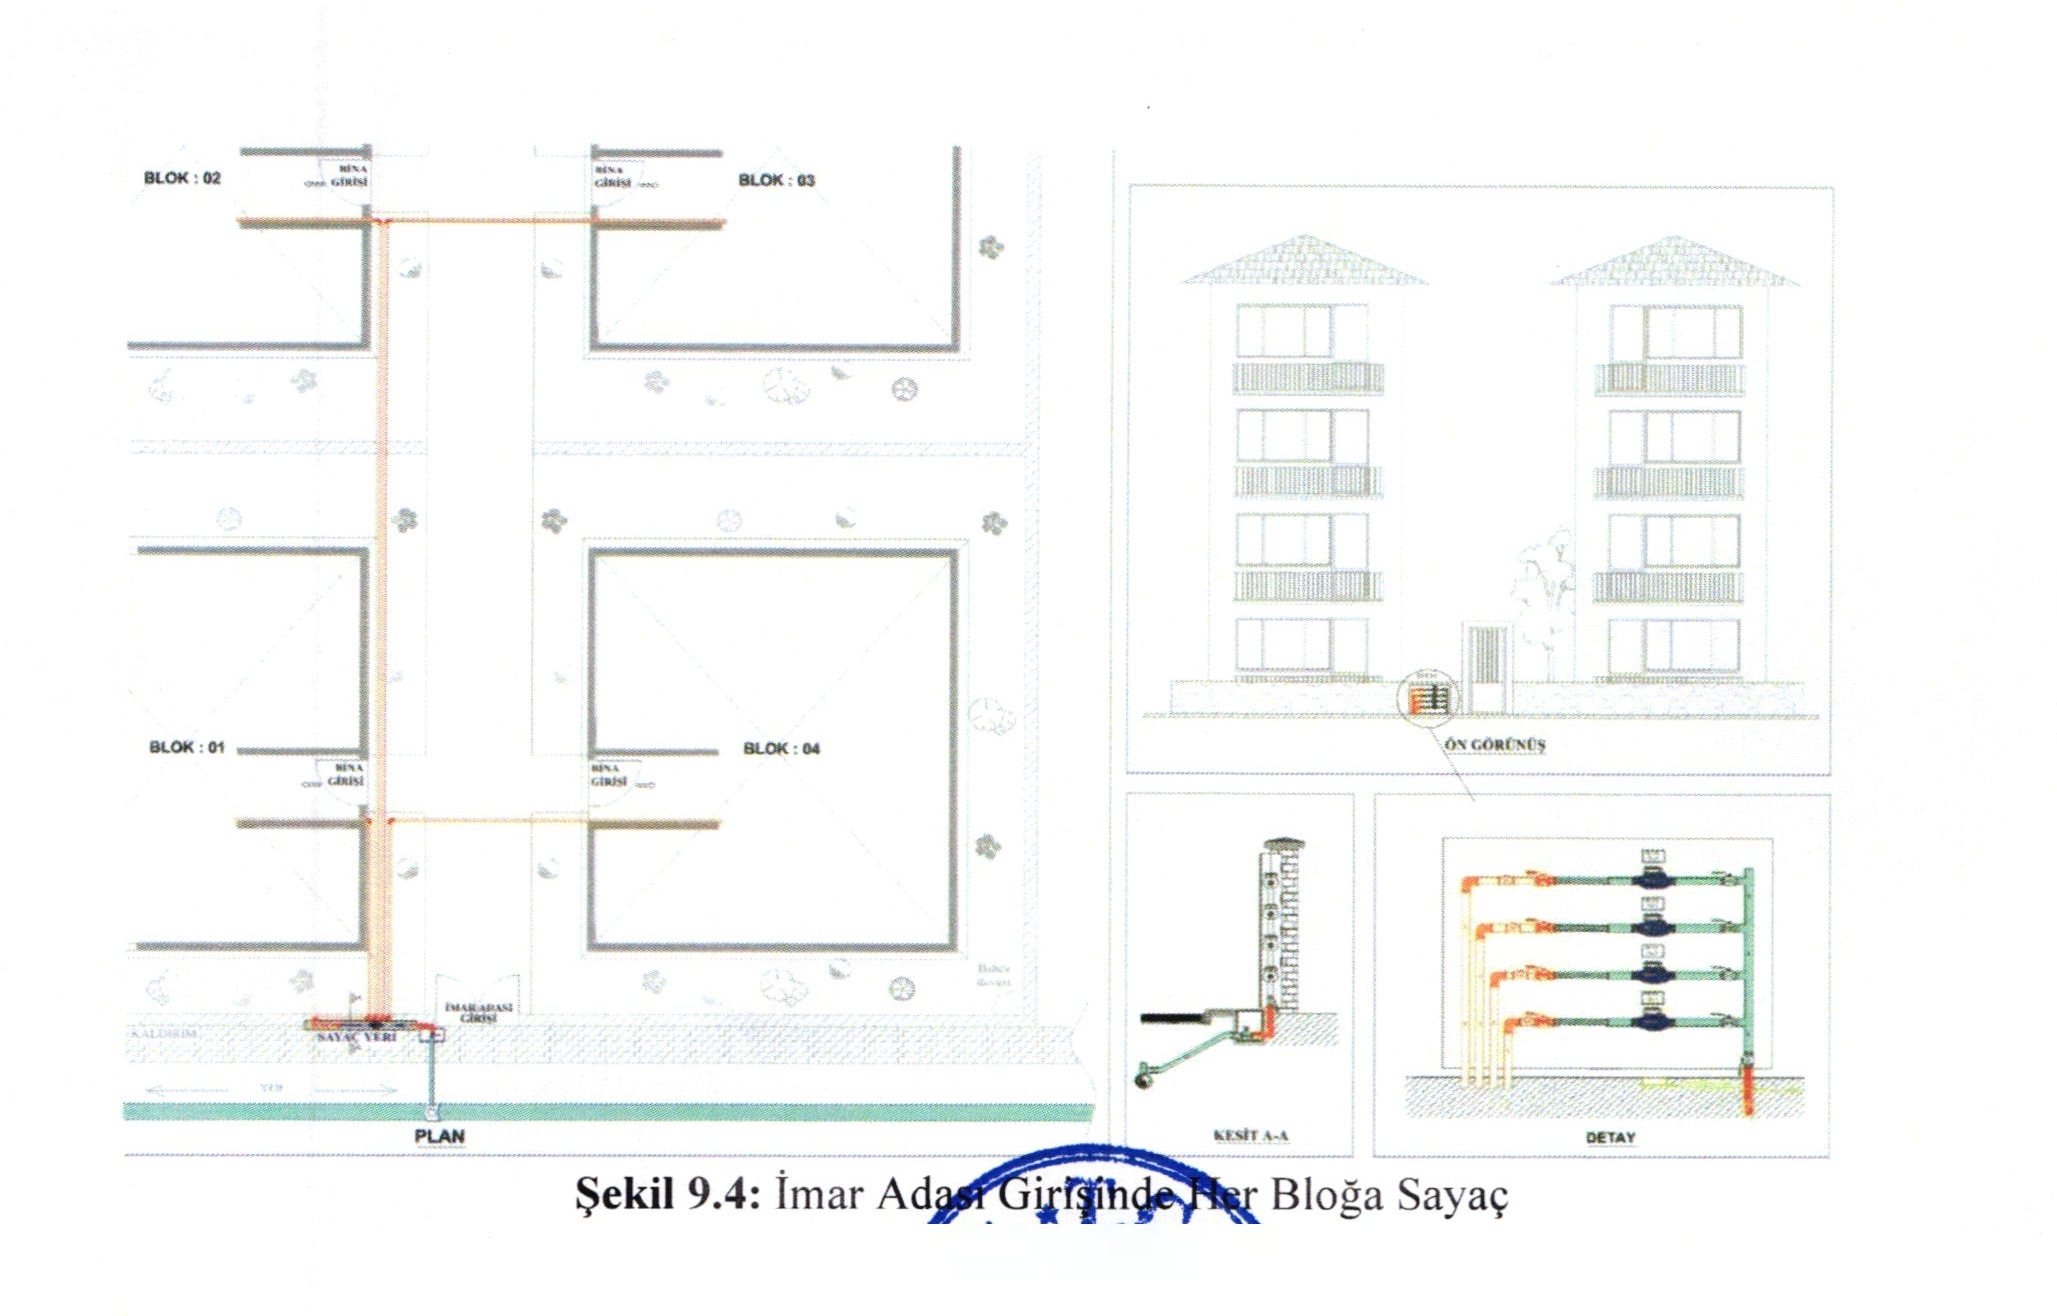 BLOK : 02
BİNA
GİRİŞİ
BİNA
GİRİŞİ
BLOK : 03
BLOK : 01
BİNA
GİRİŞİ
BİNA
GİRİŞİ
BLOK : 04
Bahçe
duvarı
İMAR ADASI
GİRİŞİ
KALDIRIM
SAYAÇ YERİ
PLAN
ÖN GÖRÜNÜŞ
KESİT A-A
DETAY
Şekil 9.4: İmar Adası Girişinde Her Bloğa Sayaç